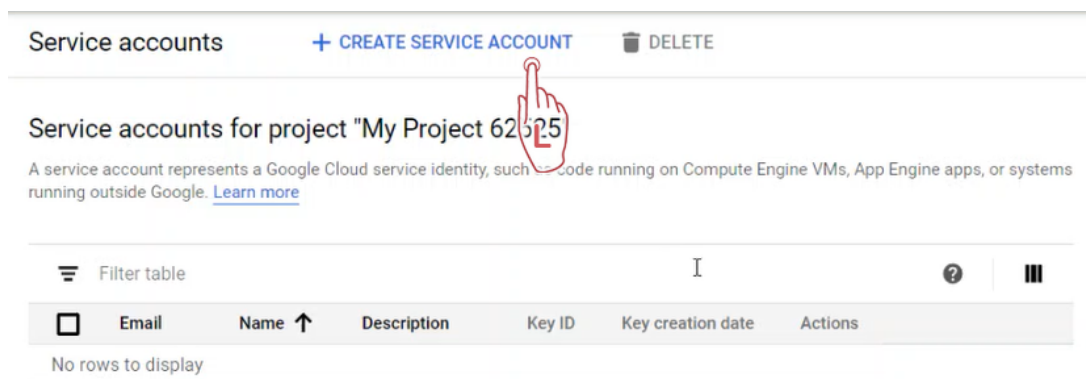 Service accounts + CREATE SERVICE ACCOUNT DELETE
Service accounts for project "My Project 62525"
A service account represents a Google Cloud service identity, such as code running on Compute Engine VMs, App Engine apps, or systems
running outside Google. Learn more
Filter table
Email Name Description Key ID Key creation date Actions
No rows to display
L